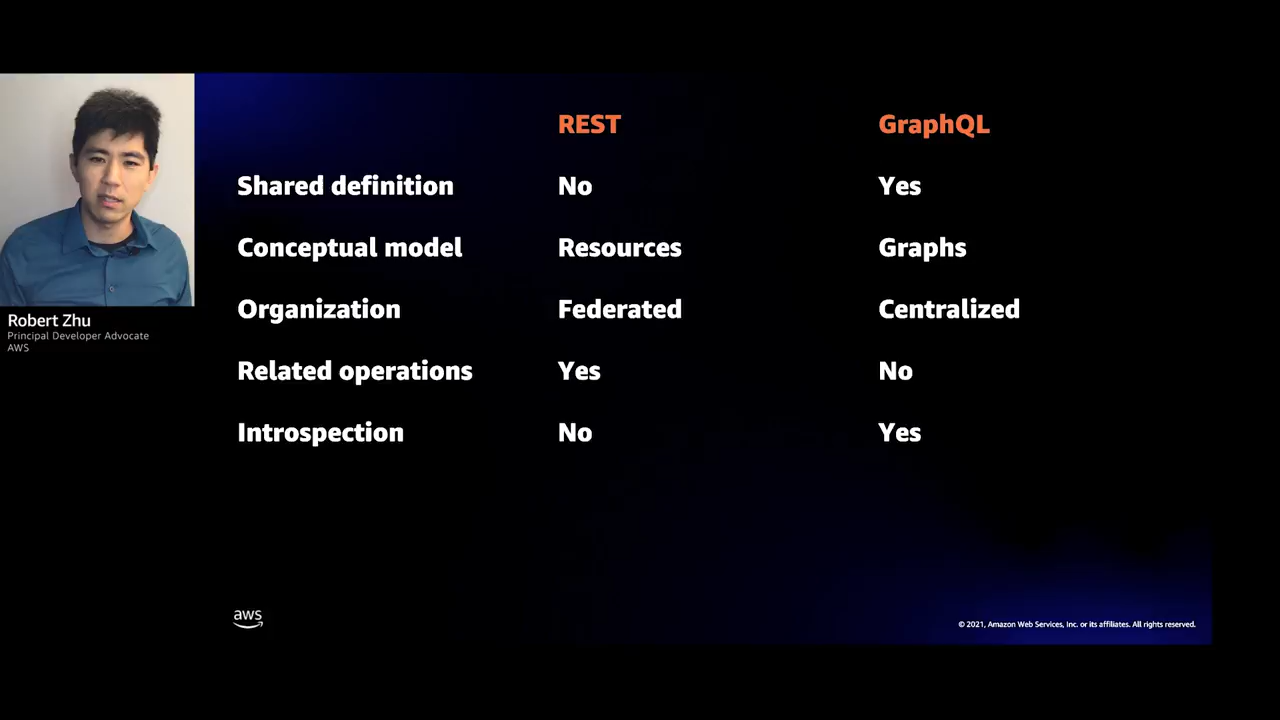 REST GraphQL
Shared definition No Yes
Conceptual model Resources Graphs
Organization Federated Centralized
Related operations Yes No
Introspection No Yes
Robert Zhu
Principal Developer Advocate
AWS
aws
© 2021, Amazon Web Services, Inc. or its affiliates. All rights reserved.